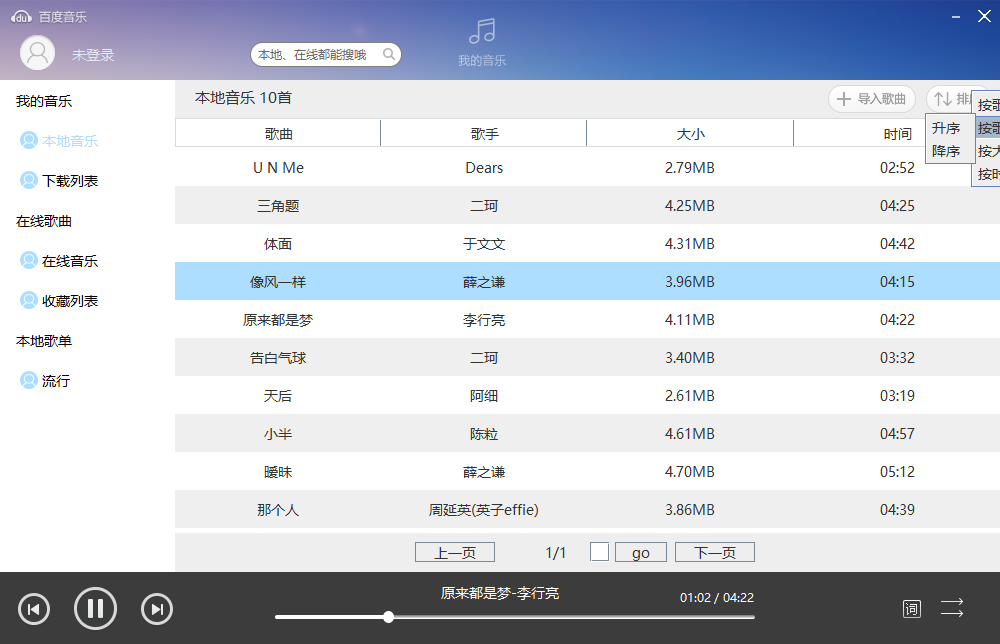 du 百度音乐
未登录
本地、在线都能搜哦
我的音乐
我的音乐
本地音乐
下载列表
在线歌曲
在线音乐
收藏列表
本地歌单
流行
本地音乐 10首
导入歌曲
排
按歌
按歌
按大
按时
升序
降序
歌曲 歌手 大小 时间
U N Me Dears 2.79MB 02:52
三角题 二珂 4.25MB 04:25
体面 于文文 4.31MB 04:42
像风一样 薛之谦 3.96MB 04:15
原来都是梦 李行亮 4.11MB 04:22
告白气球 二珂 3.40MB 03:32
天后 阿细 2.61MB 03:19
小半 陈粒 4.61MB 04:57
暧昧 薛之谦 4.70MB 05:12
那个人 周延英(英子effie) 3.86MB 04:39
上一页 1/1 go 下一页
原来都是梦-李行亮
01:02 / 04:22
词